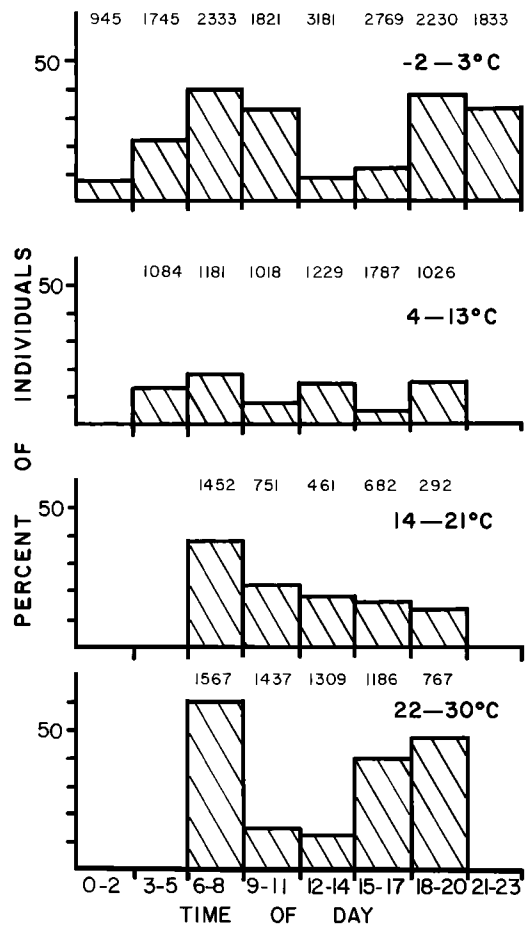 945 1745 2333 1821 3181 2769 2230 1833
-2—3°C
50
1084 1181 1018 1229 1787 1026
50
4—13°C
1452 751 461 682 292
50
14—21°C
1567 1437 1309 1186 767
22—30°C
50
0-2 3-5 6-8 9-11 12-14 15-17 18-20 21-23
TIME OF DAY
PERCENT OF INDIVIDUALS